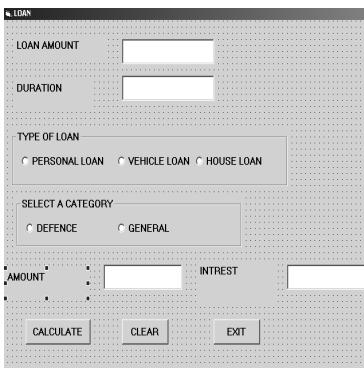 LOAN
LOAN AMOUNT
DURATION
TYPE OF LOAN
PERSONAL LOAN VEHICLE LOAN HOUSE LOAN
SELECT A CATEGORY
DEFENCE GENERAL
AMOUNT INTREST
CALCULATE CLEAR EXIT